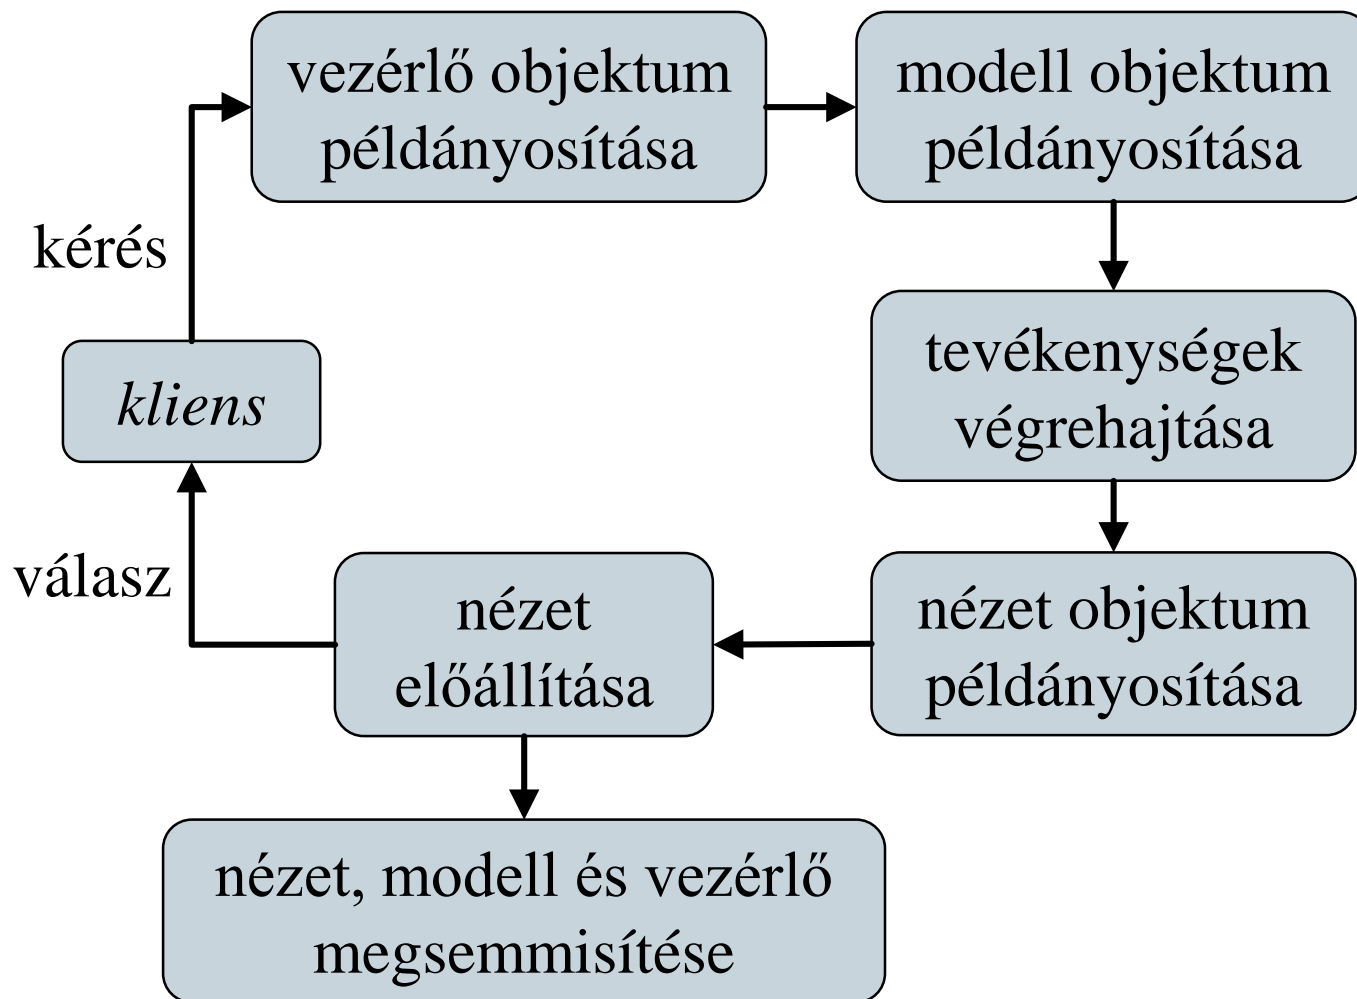 vezérlő objektum
példányosítása
modell objektum
példányosítása
kérés
tevékenységek
végrehajtása
kliens
válasz
nézet
előállítása
nézet objektum
példányosítása
nézet, modell és vezérlő
megsemmisítése